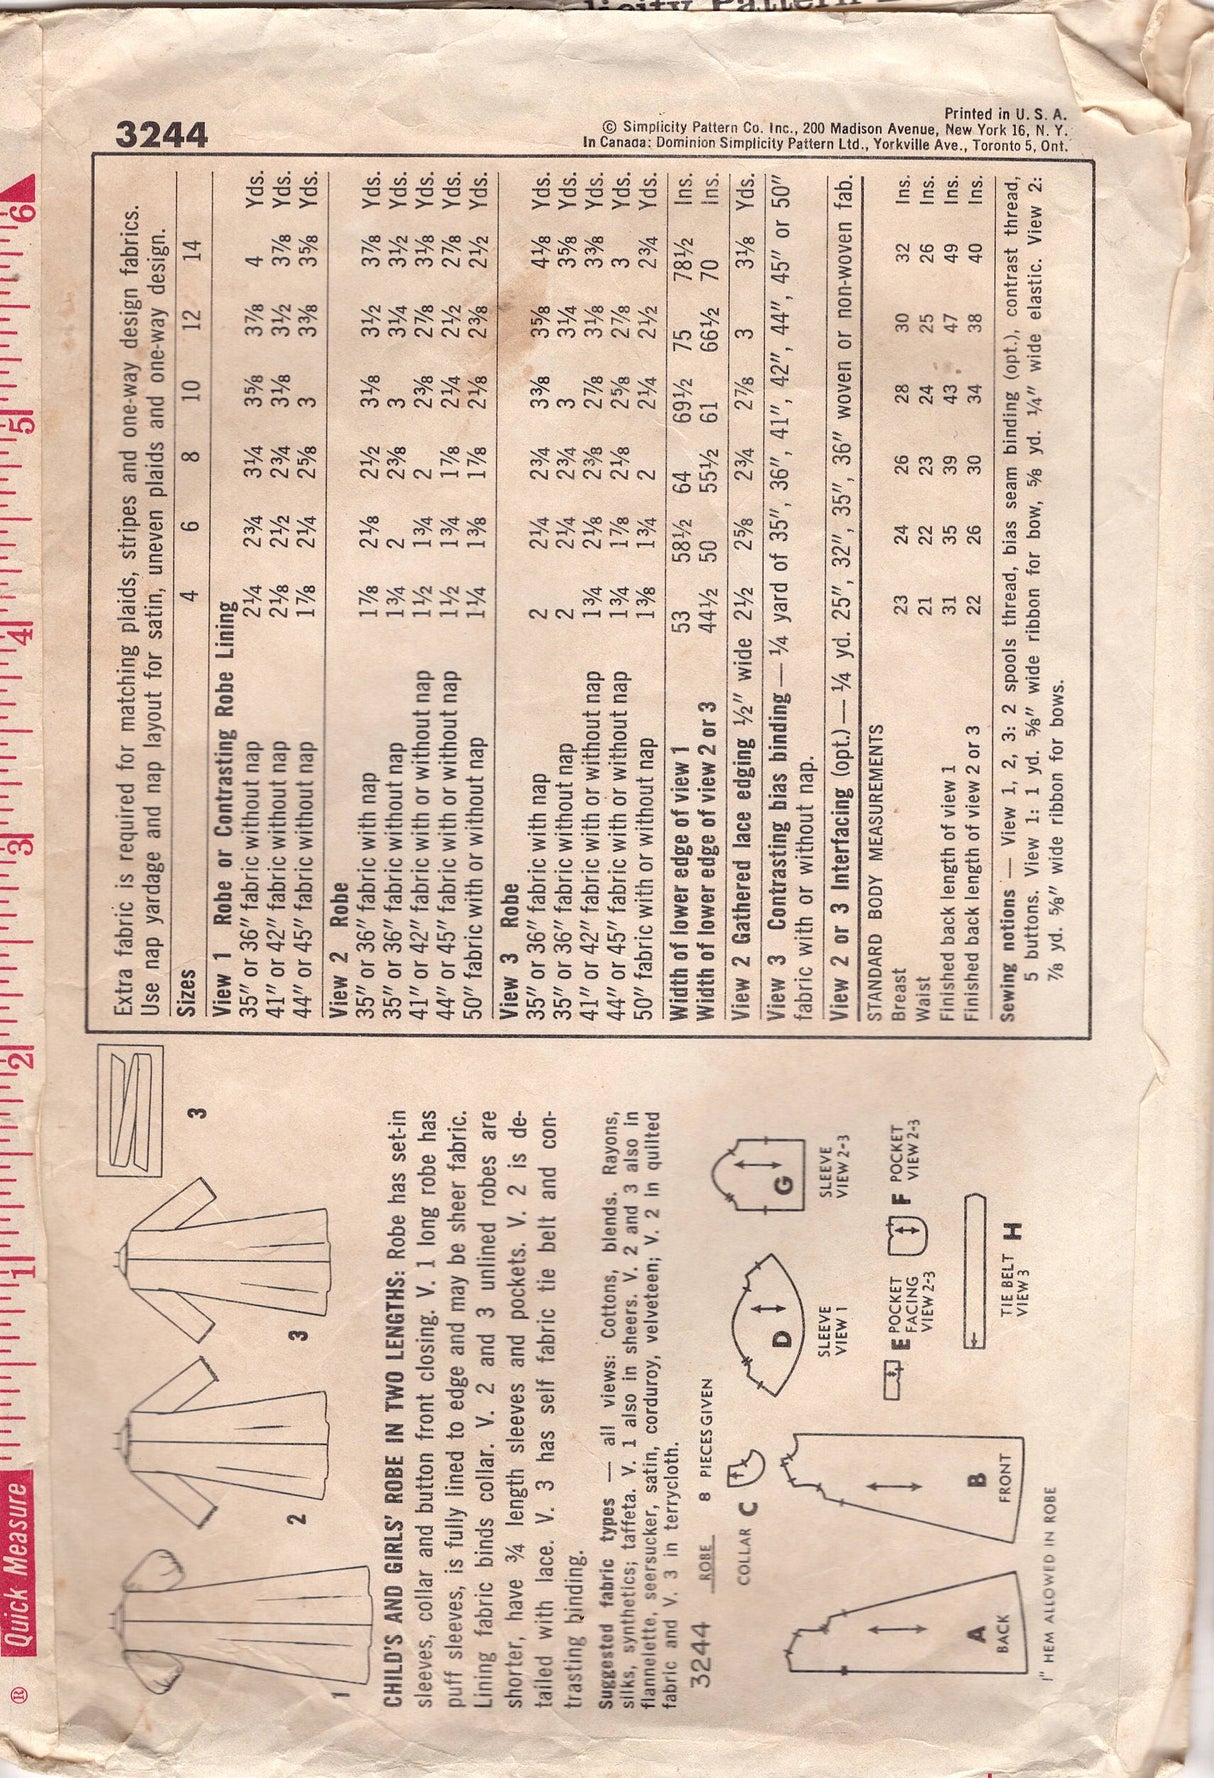 3244
Printed in U. S. A.
© Simplicity Pattern Co. Inc., 200 Madison Avenue, New York 16, N. Y.
In Canada: Dominion Simplicity Pattern Ltd., Yorkville Ave., Toronto 5, Ont.
® Quick Measure 1 2 3 4 5 6
1
2
3
3
CHILD'S AND GIRLS' ROBE IN TWO LENGTHS: Robe has set-in
sleeves, collar and button front closing. V. 1 long robe has
puff sleeves, is fully lined to edge and may be sheer fabric.
Lining fabric binds collar. V. 2 and 3 unlined robes are
shorter, have ¾ length sleeves and pockets. V. 2 is de-
tailed with lace. V. 3 has self fabric tie belt and con-
trasting binding.
Suggested fabric types — all views: Cottons, blends. Rayons,
silks, synthetics; taffeta. V. 1 also in sheers. V. 2 and 3 also in
flannelette, seersucker, satin, corduroy, velveteen; V. 2 in quilted
fabric and V. 3 in terrycloth.
3244 ROBE 8 PIECES GIVEN
COLLAR C
A
BACK
B
FRONT
D
SLEEVE
VIEW 1
G
SLEEVE
VIEW 2-3
E POCKET
FACING
VIEW 2-3
F POCKET
VIEW 2-3
TIE BELT H
VIEW 3
1" HEM ALLOWED IN ROBE
Extra fabric is required for matching plaids, stripes and one-way design fabrics.
Use nap yardage and nap layout for satin, uneven plaids and one-way design.
Sizes 4 6 8 10 12 14
View 1 Robe or Contrasting Robe Lining
35" or 36" fabric without nap 2¼ 2¾ 3¼ 3⅝ 3⅞ 4 Yds.
41" or 42" fabric without nap 2⅛ 2½ 2¾ 3⅛ 3½ 3⅞ Yds.
44" or 45" fabric without nap 1⅞ 2¼ 2⅝ 3 3⅜ 3⅝ Yds.
View 2 Robe
35" or 36" fabric with nap 1⅞ 2⅛ 2½ 3⅛ 3½ 3⅞ Yds.
35" or 36" fabric without nap 1¾ 2 2⅜ 3 3¼ 3½ Yds.
41" or 42" fabric with or without nap 1½ 1¾ 2 2⅜ 2⅞ 3⅛ Yds.
44" or 45" fabric with or without nap 1½ 1¾ 1⅞ 2¼ 2½ 2⅞ Yds.
50" fabric with or without nap 1¼ 1⅜ 1⅞ 2⅛ 2⅜ 2½ Yds.
View 3 Robe
35" or 36" fabric with nap 2 2¼ 2¾ 3⅜ 3⅝ 4⅛ Yds.
35" or 36" fabric without nap 2 2¼ 2¾ 3 3¼ 3⅝ Yds.
41" or 42" fabric with or without nap 1¾ 2⅛ 2⅜ 2⅞ 3⅛ 3⅜ Yds.
44" or 45" fabric with or without nap 1¾ 1⅞ 2⅛ 2⅝ 2⅞ 3 Yds.
50" fabric with or without nap 1⅜ 1¾ 2 2¼ 2½ 2¾ Yds.
Width of lower edge of view 1 53 58½ 64 69½ 75 78½ Ins.
Width of lower edge of view 2 or 3 44½ 50 55½ 61 66½ 70 Ins.
View 2 Gathered lace edging ½" wide 2½ 2⅝ 2¾ 2⅞ 3 3⅛ Yds.
View 3 Contrasting bias binding — ¼ yard of 35", 36", 41", 42", 44", 45" or 50"
fabric with or without nap.
View 2 or 3 Interfacing (opt.) — ¼ yd. 25", 32", 35", 36" woven or non-woven fab.
STANDARD BODY MEASUREMENTS
Breast 23 24 26 28 30 32 Ins.
Waist 21 22 23 24 25 26 Ins.
Finished back length of view 1 31 35 39 43 47 49 Ins.
Finished back length of view 2 or 3 22 26 30 34 38 40 Ins.
Sewing notions — View 1, 2, 3: 2 spools thread, bias seam binding (opt.), contrast thread,
5 buttons. View 1: 1 yd. ⅝" wide ribbon for bow, ⅝ yd. ¼" wide elastic. View 2:
⅞ yd. ⅝" wide ribbon for bows.